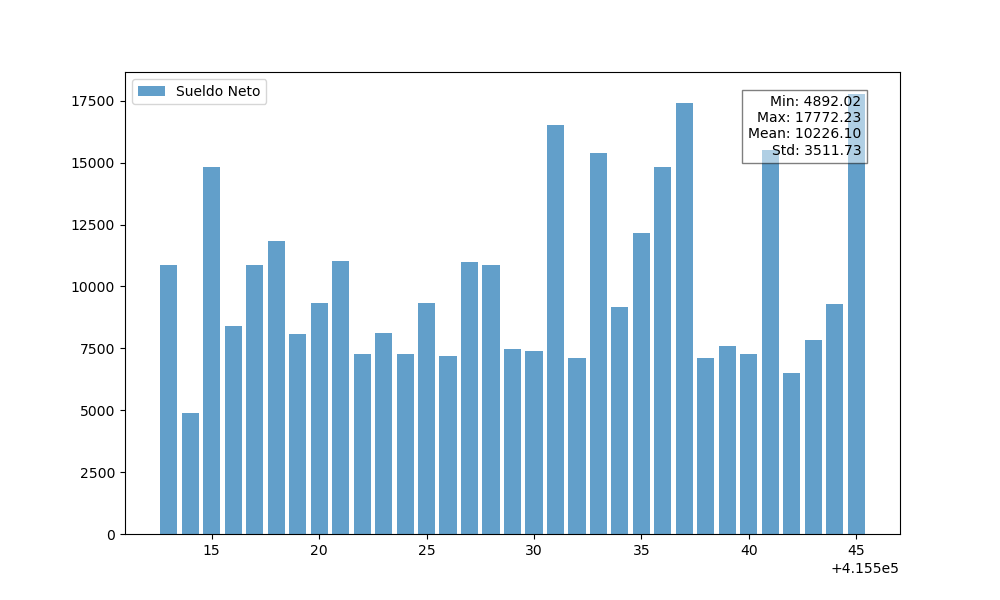 Sueldo Neto
Min: 4892.02
Max: 17772.23
Mean: 10226.10
Std: 3511.73
17500
15000
12500
10000
7500
5000
2500
0
15 20 25 30 35 40 45
+4.155e5